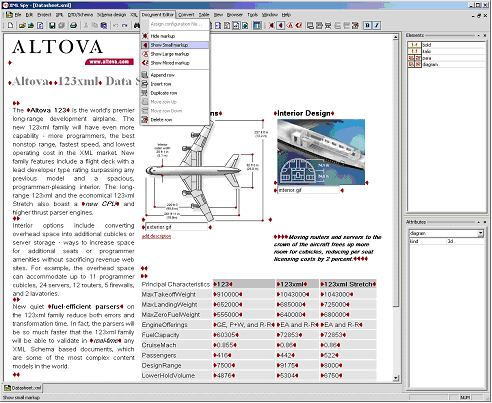 XML Spy - [Datasheet.xml]
File Edit Project XML DTD/Schema Schema design XSL Document Editor Convert Table View Browser Tools Window Help
Assign configuration file...
Hide markup
Show Small markup
Show Large markup
Show Mixed markup
Append row
Insert row
Duplicate row
Move row Up
Move row Down
Delete row
ALTOVA
www.altova.com
Altova 123xml Data S
The Altova 123 is the world's premier
long-range development airplane. The
new 123xml family will have even more
capability - more programmers, the best
nonstop range, fastest speed, and lowest
operating cost in the XML market. New
family features include a flight deck with a
lead developer type rating surpassing any
previous model and a spacious,
programmer-pleasing interior. The long-
range 123xml and the economical 123xml
Stretch also boast a new CPU and
higher thrust parser engines.
Interior options include converting
overhead space into additional cubicles or
server storage - ways to increase space
for additional seats or programmer
amenities without sacrificing revenue web
sites. For example, the overhead space
can accommodate up to 11 programmer
cubicles, 24 servers, 12 routers, 5 firewalls,
and 2 lavatories.
New quiet fuel-efficient parsers on
the 123xml reduce both errors and
transformation time. In fact, the parsers
will be so much faster that the 123xml family
will be able to validate in real-time any
XML Schema based documents, which
are some of the most complex content
models in the world.
ns
exterior.gif
add description
Interior Design
interior.gif
Moving routers and servers to the
crown of the aircraft frees up more
room for cubicles, reducing per seat
licensing costs by 2 percent.
Principal Characteristics 123 123xml 123xml Stretch
MaxTakeoffWeight 910000 1043000 1043000
MaxLandingWeight 652000 685000 725000
MaxZeroFuelWeight 555000 640000 680000
EngineOfferings GE, P+W, and R-R EA and R-R EA and R-R
FuelCapacity 60305 72853 72853
CruiseMach 0.855 0.86 0.86
Passengers 416 442 522
DesignRange 7500 9175 8000
LowerHoldVolume 4876 5304 6750
Elements
bold
italic
para
diagram
Attributes
diagram
kind 3d
Datasheet.xml
Show small markup
NUM